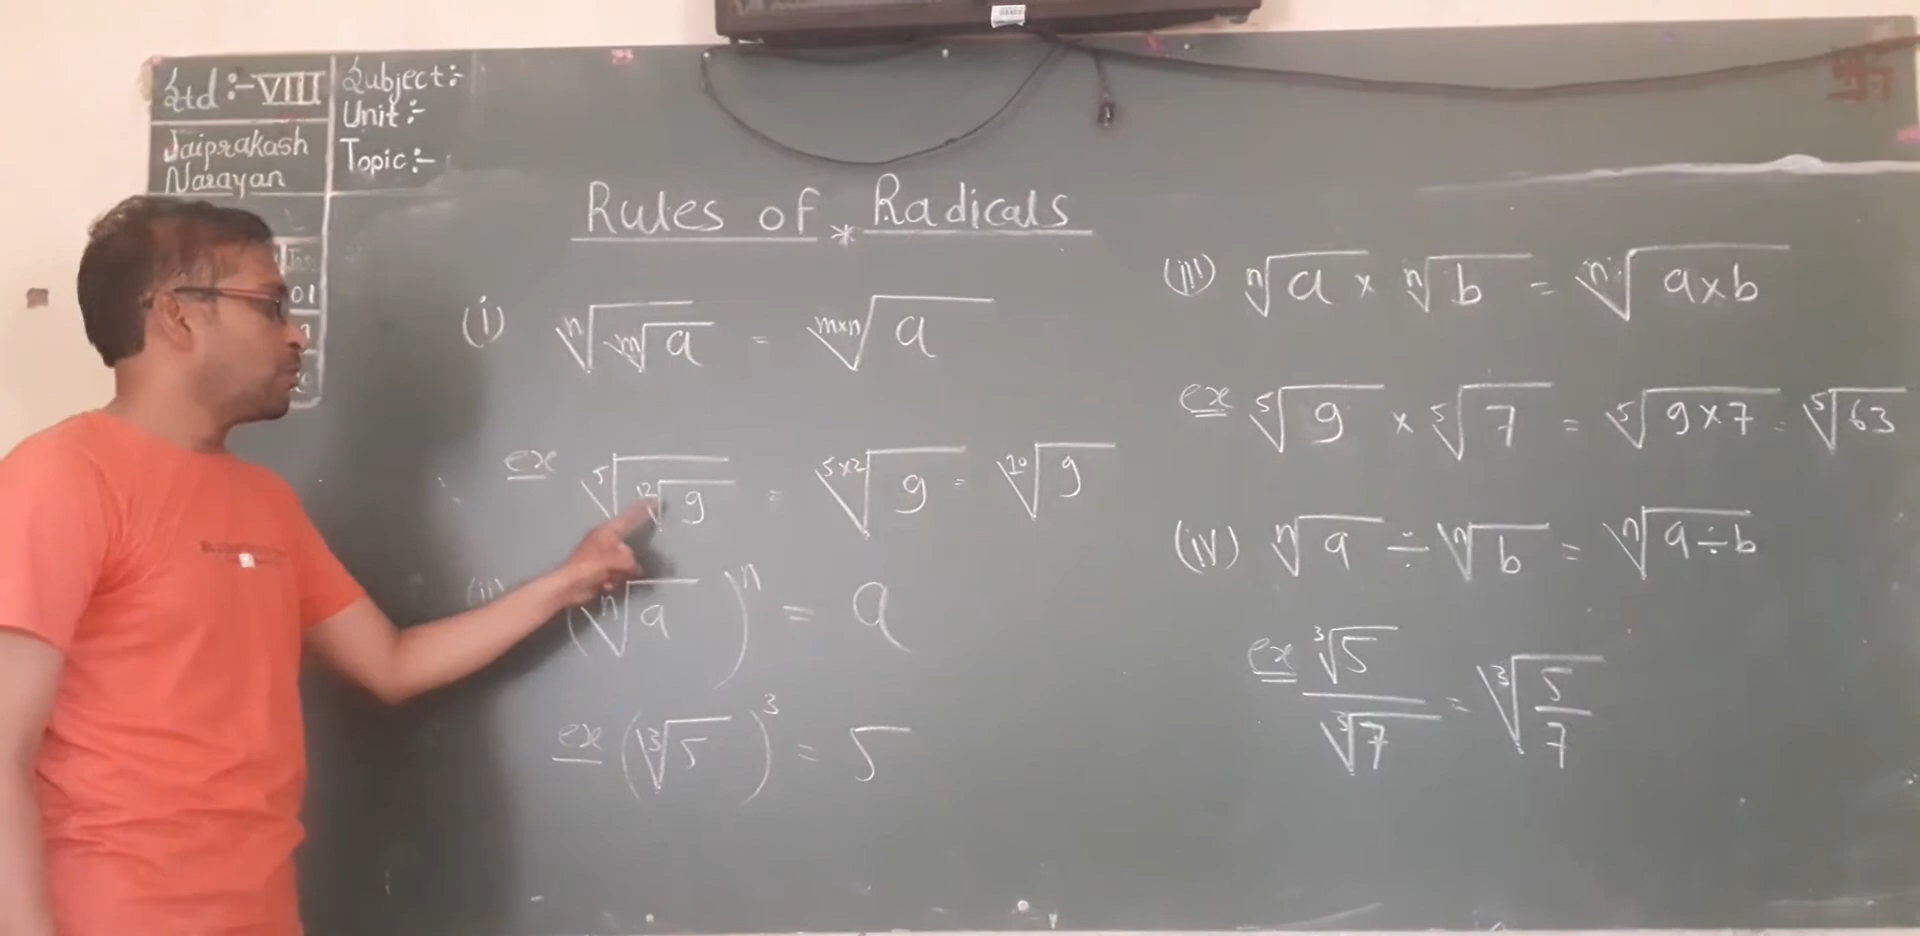 Std :- VIII
Jaiprakash
Narayan
Subject :-
Unit :-
Topic :-
01
Rules of * Radicals
(i) ⁿ√(ᵐ√a) = ᵐˣⁿ√a
ex ⁵√(²√9) = ⁵ˣ²√9 = ¹⁰√9
(ii) (ⁿ√a)ⁿ = a
ex (³√5)³ = 5
(iii) ⁿ√a × ⁿ√b = ⁿ√(a×b)
ex ⁵√9 × ⁵√7 = ⁵√(9×7) = ⁵√63
(iv) ⁿ√a ÷ ⁿ√b = ⁿ√(a÷b)
ex ³√5 / ³√7 = ³√(5/7)